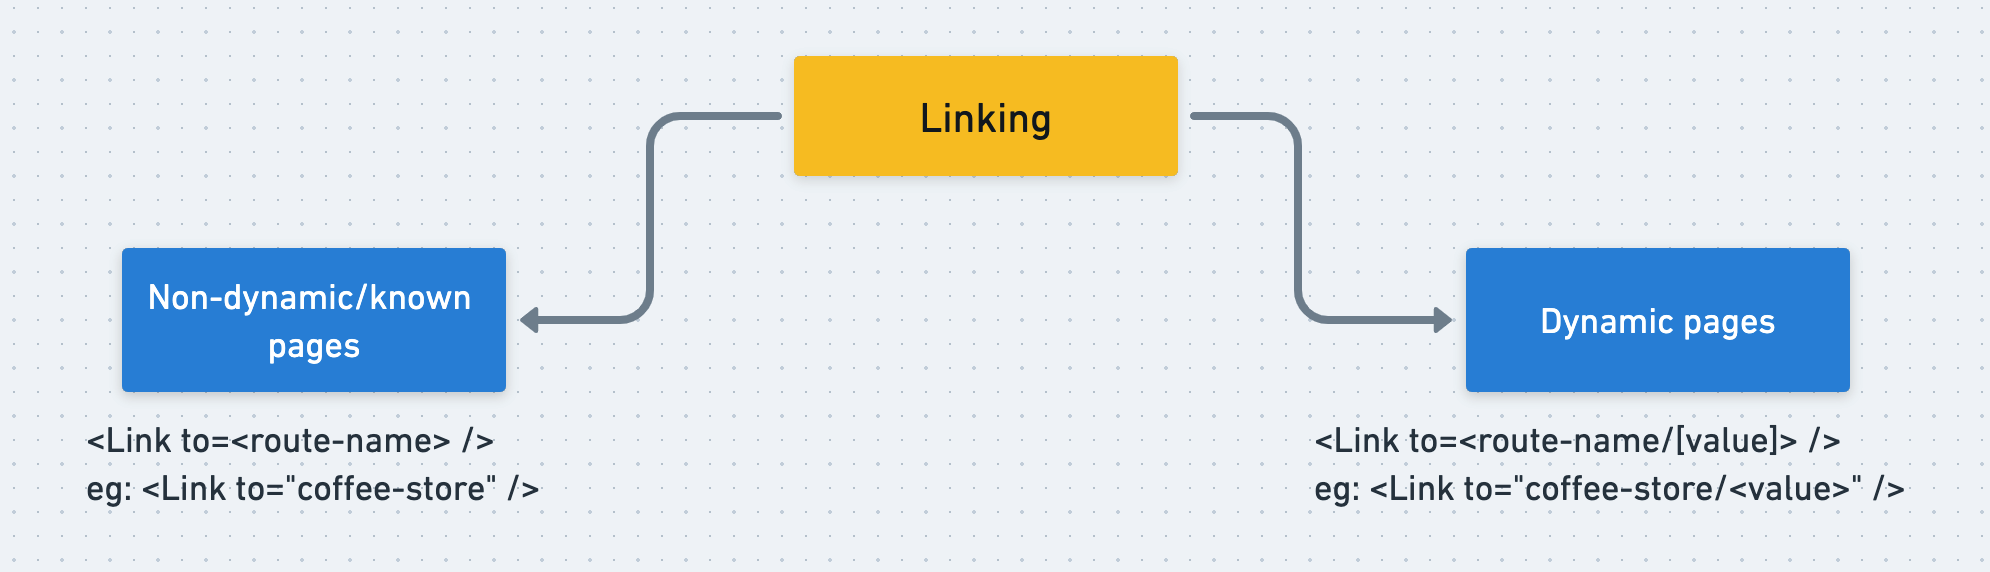 Linking
Non-dynamic/known
pages
<Link to=<route-name> />
eg: <Link to="coffee-store" />
Dynamic pages
<Link to=<route-name/[value]> />
eg: <Link to="coffee-store/<value>" />